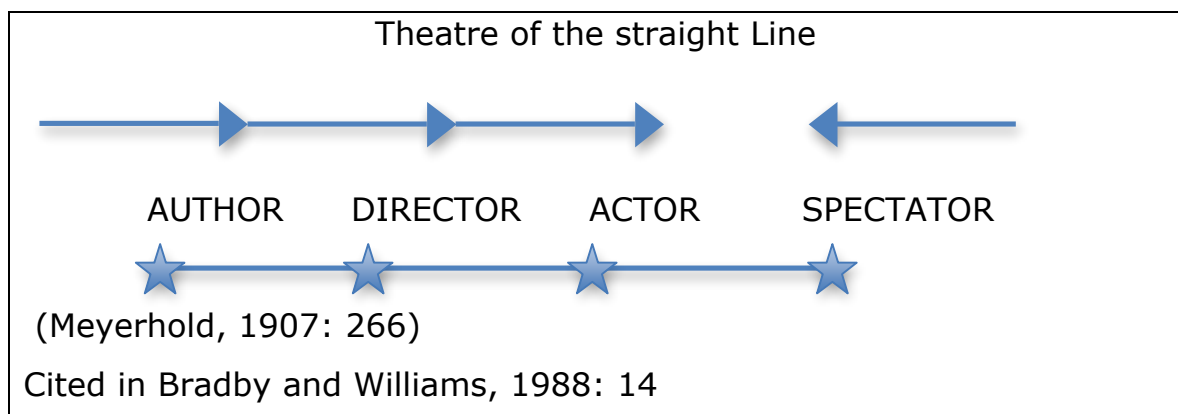 Theatre of the straight Line
AUTHOR DIRECTOR ACTOR SPECTATOR
(Meyerhold, 1907: 266)
Cited in Bradby and Williams, 1988: 14